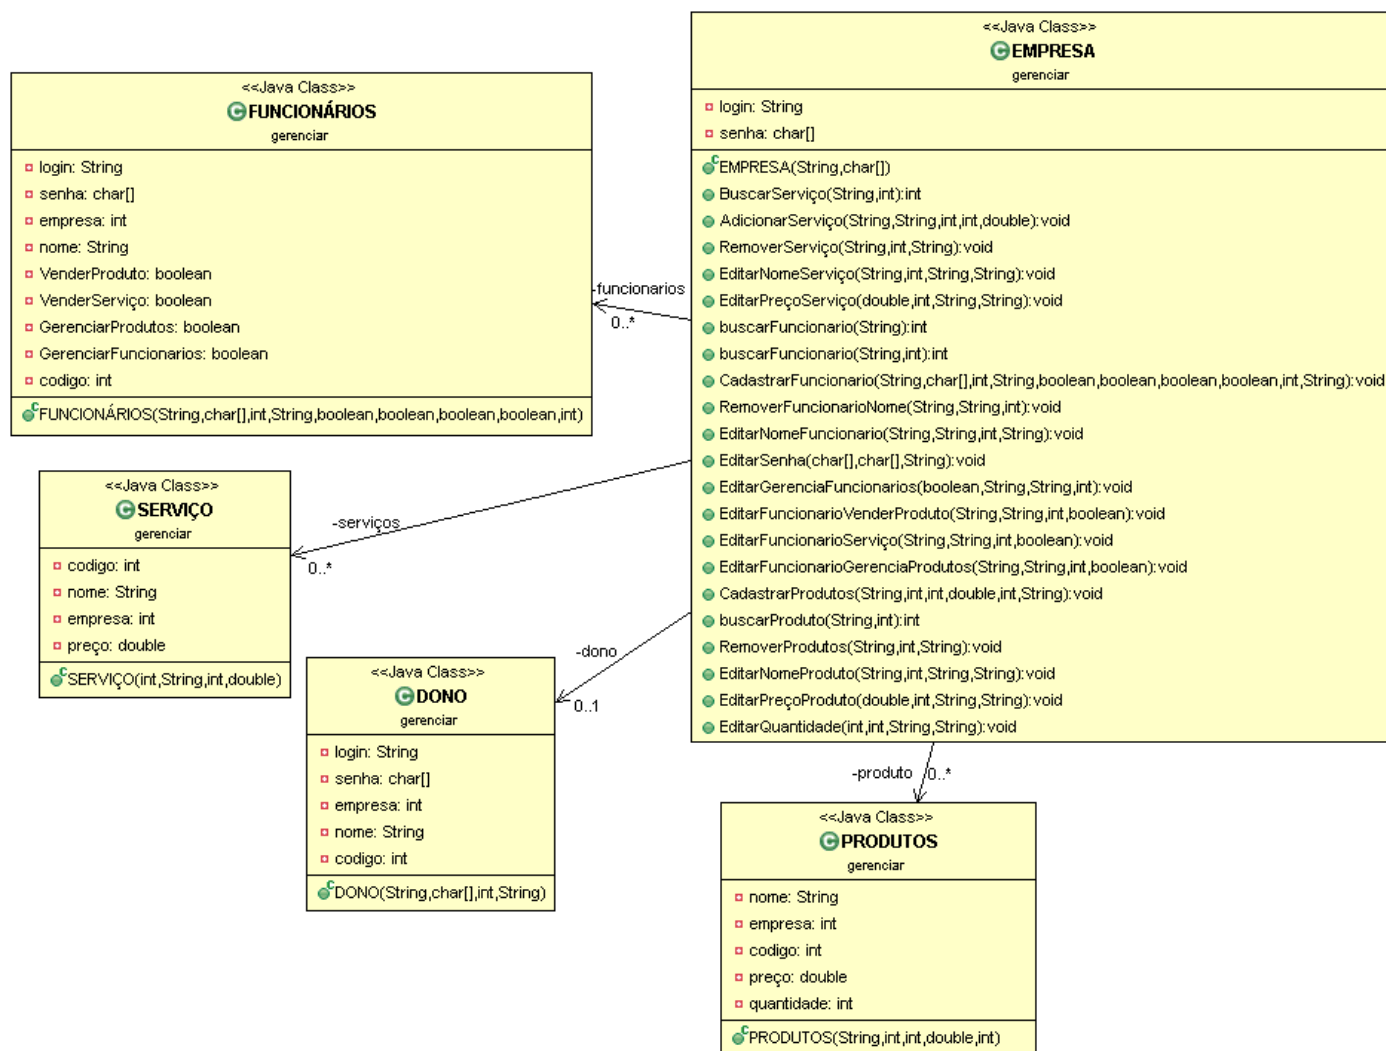 <<Java Class>>
FUNCIONÁRIOS
gerenciar
login: String
senha: char[]
empresa: int
nome: String
VenderProduto: boolean
VenderServiço: boolean
GerenciarProdutos: boolean
GerenciarFuncionarios: boolean
codigo: int
FUNCIONÁRIOS(String,char[],int,String,boolean,boolean,boolean,boolean,int)
<<Java Class>>
EMPRESA
gerenciar
login: String
senha: char[]
EMPRESA(String,char[])
BuscarServiço(String,int):int
AdicionarServiço(String,String,int,int,double):void
RemoverServiço(String,int,String):void
EditarNomeServiço(String,int,String,String):void
EditarPreçoServiço(double,int,String,String):void
buscarFuncionario(String):int
buscarFuncionario(String,int):int
CadastrarFuncionario(String,char[],int,String,boolean,boolean,boolean,boolean,int,String):void
RemoverFuncionarioNome(String,String,int):void
EditarNomeFuncionario(String,String,int,String):void
EditarSenha(char[],char[],String):void
EditarGerenciaFuncionarios(boolean,String,String,int):void
EditarFuncionarioVenderProduto(String,String,int,boolean):void
EditarFuncionarioServiço(String,String,int,boolean):void
EditarFuncionarioGerenciaProdutos(String,String,int,boolean):void
CadastrarProdutos(String,int,int,double,int,String):void
buscarProduto(String,int):int
RemoverProdutos(String,int,String):void
EditarNomeProduto(String,int,String,String):void
EditarPreçoProduto(double,int,String,String):void
EditarQuantidade(int,int,String,String):void
-funcionarios
0..*
-serviços
0..*
-dono
0..1
-produto
0..*
<<Java Class>>
SERVIÇO
gerenciar
codigo: int
nome: String
empresa: int
preço: double
SERVIÇO(int,String,int,double)
<<Java Class>>
DONO
gerenciar
login: String
senha: char[]
empresa: int
nome: String
codigo: int
DONO(String,char[],int,String)
<<Java Class>>
PRODUTOS
gerenciar
nome: String
empresa: int
codigo: int
preço: double
quantidade: int
PRODUTOS(String,int,int,double,int)